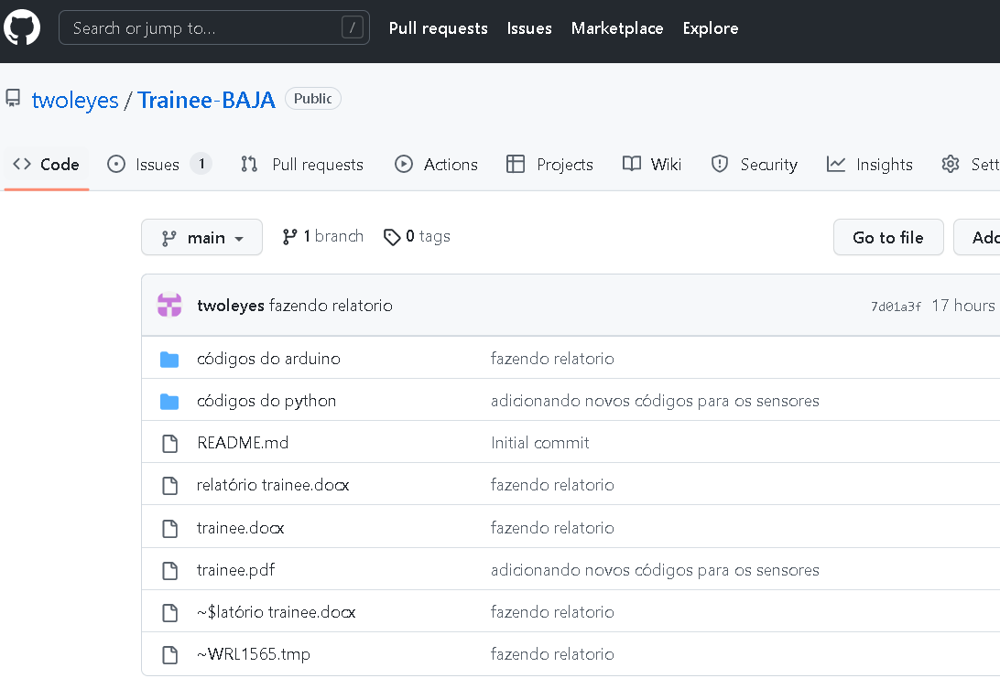 Search or jump to... /
Pull requests Issues Marketplace Explore
twoleyes / Trainee-BAJA Public
Code Issues 1 Pull requests Actions Projects Wiki Security Insights Sett
main 1 branch 0 tags Go to file Add
twoleyes fazendo relatorio 7d01a3f 17 hours
códigos do arduino fazendo relatorio
códigos do python adicionando novos códigos para os sensores
README.md Initial commit
relatório trainee.docx fazendo relatorio
trainee.docx fazendo relatorio
trainee.pdf adicionando novos códigos para os sensores
~$latório trainee.docx fazendo relatorio
~WRL1565.tmp fazendo relatorio